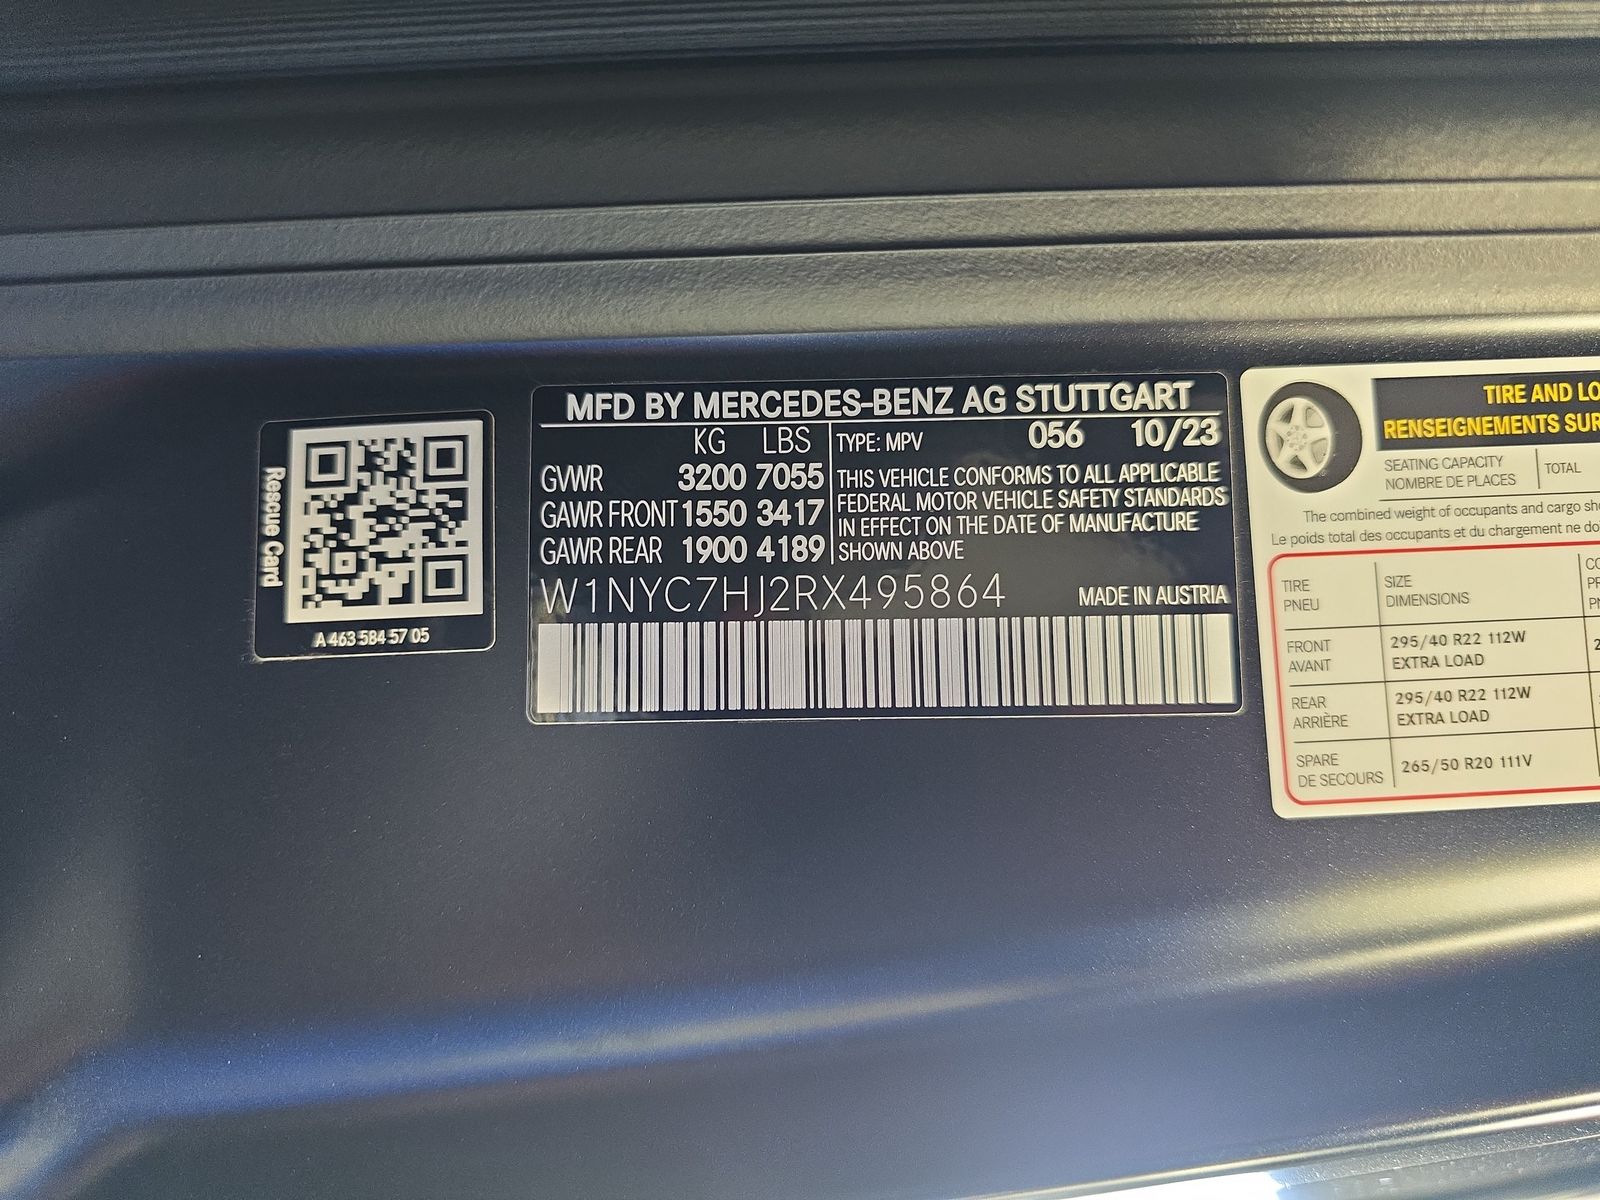 Rescue Card
A 463 584 57 05
MFD BY MERCEDES-BENZ AG STUTTGART
KG LBS
GVWR 3200 7055
GAWR FRONT 1550 3417
GAWR REAR 1900 4189
TYPE: MPV 056 10/23
THIS VEHICLE CONFORMS TO ALL APPLICABLE
FEDERAL MOTOR VEHICLE SAFETY STANDARDS
IN EFFECT ON THE DATE OF MANUFACTURE
SHOWN ABOVE
W1NYC7HJ2RX495864 MADE IN AUSTRIA
TIRE AND LO
RENSEIGNEMENTS SUR
SEATING CAPACITY
NOMBRE DE PLACES
TOTAL
The combined weight of occupants and cargo sho
Le poids total des occupants et du chargement ne do
TIRE
PNEU
SIZE
DIMENSIONS
CO
PR
PN
FRONT
AVANT
295/40 R22 112W
EXTRA LOAD
2
REAR
ARRIÈRE
295/40 R22 112W
EXTRA LOAD
SPARE
DE SECOURS
265/50 R20 111V